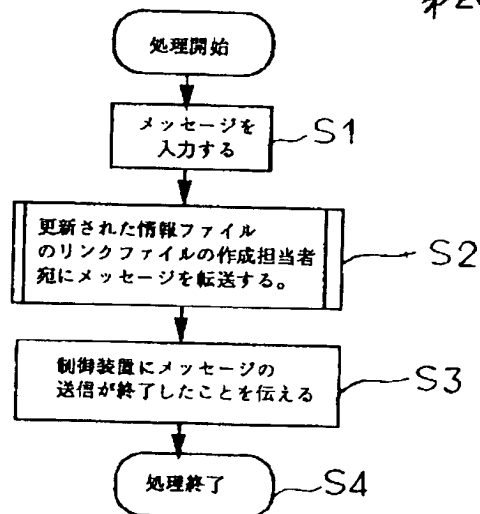 処理開始
メッセージを
入力する
S1
更新された情報ファイル
のリンクファイルの作成担当者
宛にメッセージを転送する。
S2
制御装置にメッセージの
送信が終了したことを伝える
S3
処理終了
S4